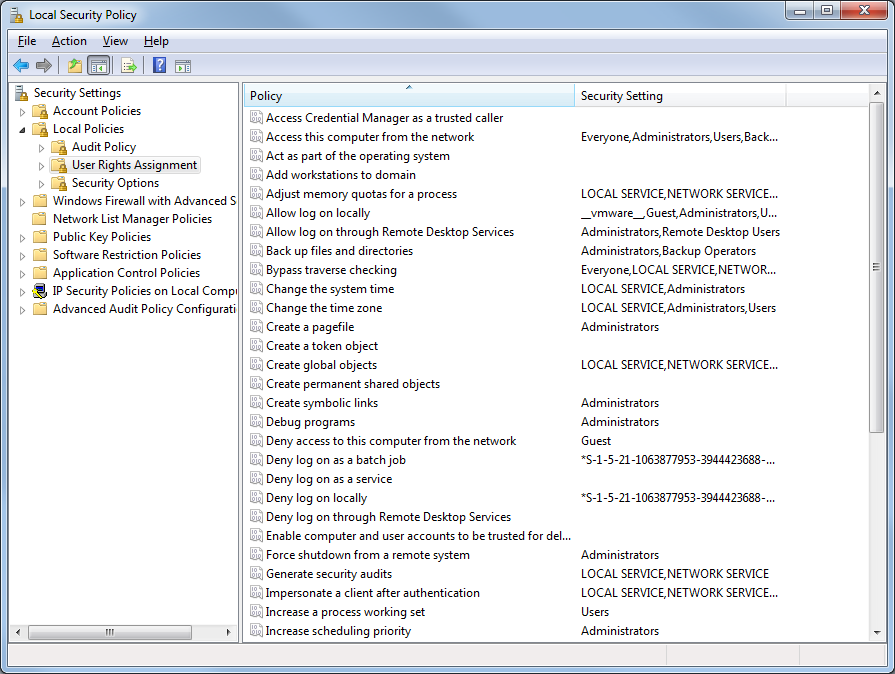 Local Security Policy
File Action View Help
Security Settings
Account Policies
Local Policies
Audit Policy
User Rights Assignment
Security Options
Windows Firewall with Advanced S
Network List Manager Policies
Public Key Policies
Software Restriction Policies
Application Control Policies
IP Security Policies on Local Compu
Advanced Audit Policy Configurati
Policy Security Setting
Access Credential Manager as a trusted caller
Access this computer from the network Everyone,Administrators,Users,Back...
Act as part of the operating system
Add workstations to domain
Adjust memory quotas for a process LOCAL SERVICE,NETWORK SERVICE...
Allow log on locally __vmware__,Guest,Administrators,U...
Allow log on through Remote Desktop Services Administrators,Remote Desktop Users
Back up files and directories Administrators,Backup Operators
Bypass traverse checking Everyone,LOCAL SERVICE,NETWOR...
Change the system time LOCAL SERVICE,Administrators
Change the time zone LOCAL SERVICE,Administrators,Users
Create a pagefile Administrators
Create a token object
Create global objects LOCAL SERVICE,NETWORK SERVICE...
Create permanent shared objects
Create symbolic links Administrators
Debug programs Administrators
Deny access to this computer from the network Guest
Deny log on as a batch job *S-1-5-21-1063877953-3944423688-...
Deny log on as a service
Deny log on locally *S-1-5-21-1063877953-3944423688-...
Deny log on through Remote Desktop Services
Enable computer and user accounts to be trusted for del...
Force shutdown from a remote system Administrators
Generate security audits LOCAL SERVICE,NETWORK SERVICE
Impersonate a client after authentication LOCAL SERVICE,NETWORK SERVICE...
Increase a process working set Users
Increase scheduling priority Administrators